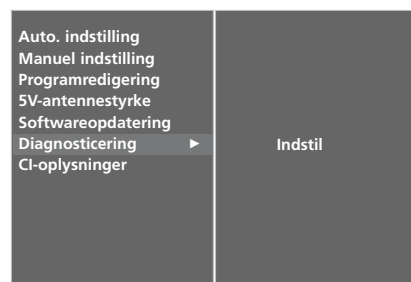 Auto. indstilling
Manuel indstilling
Programredigering
5V-antennestyrke
Softwareopdatering
Diagnosticering ►
Indstil
CI-oplysninger